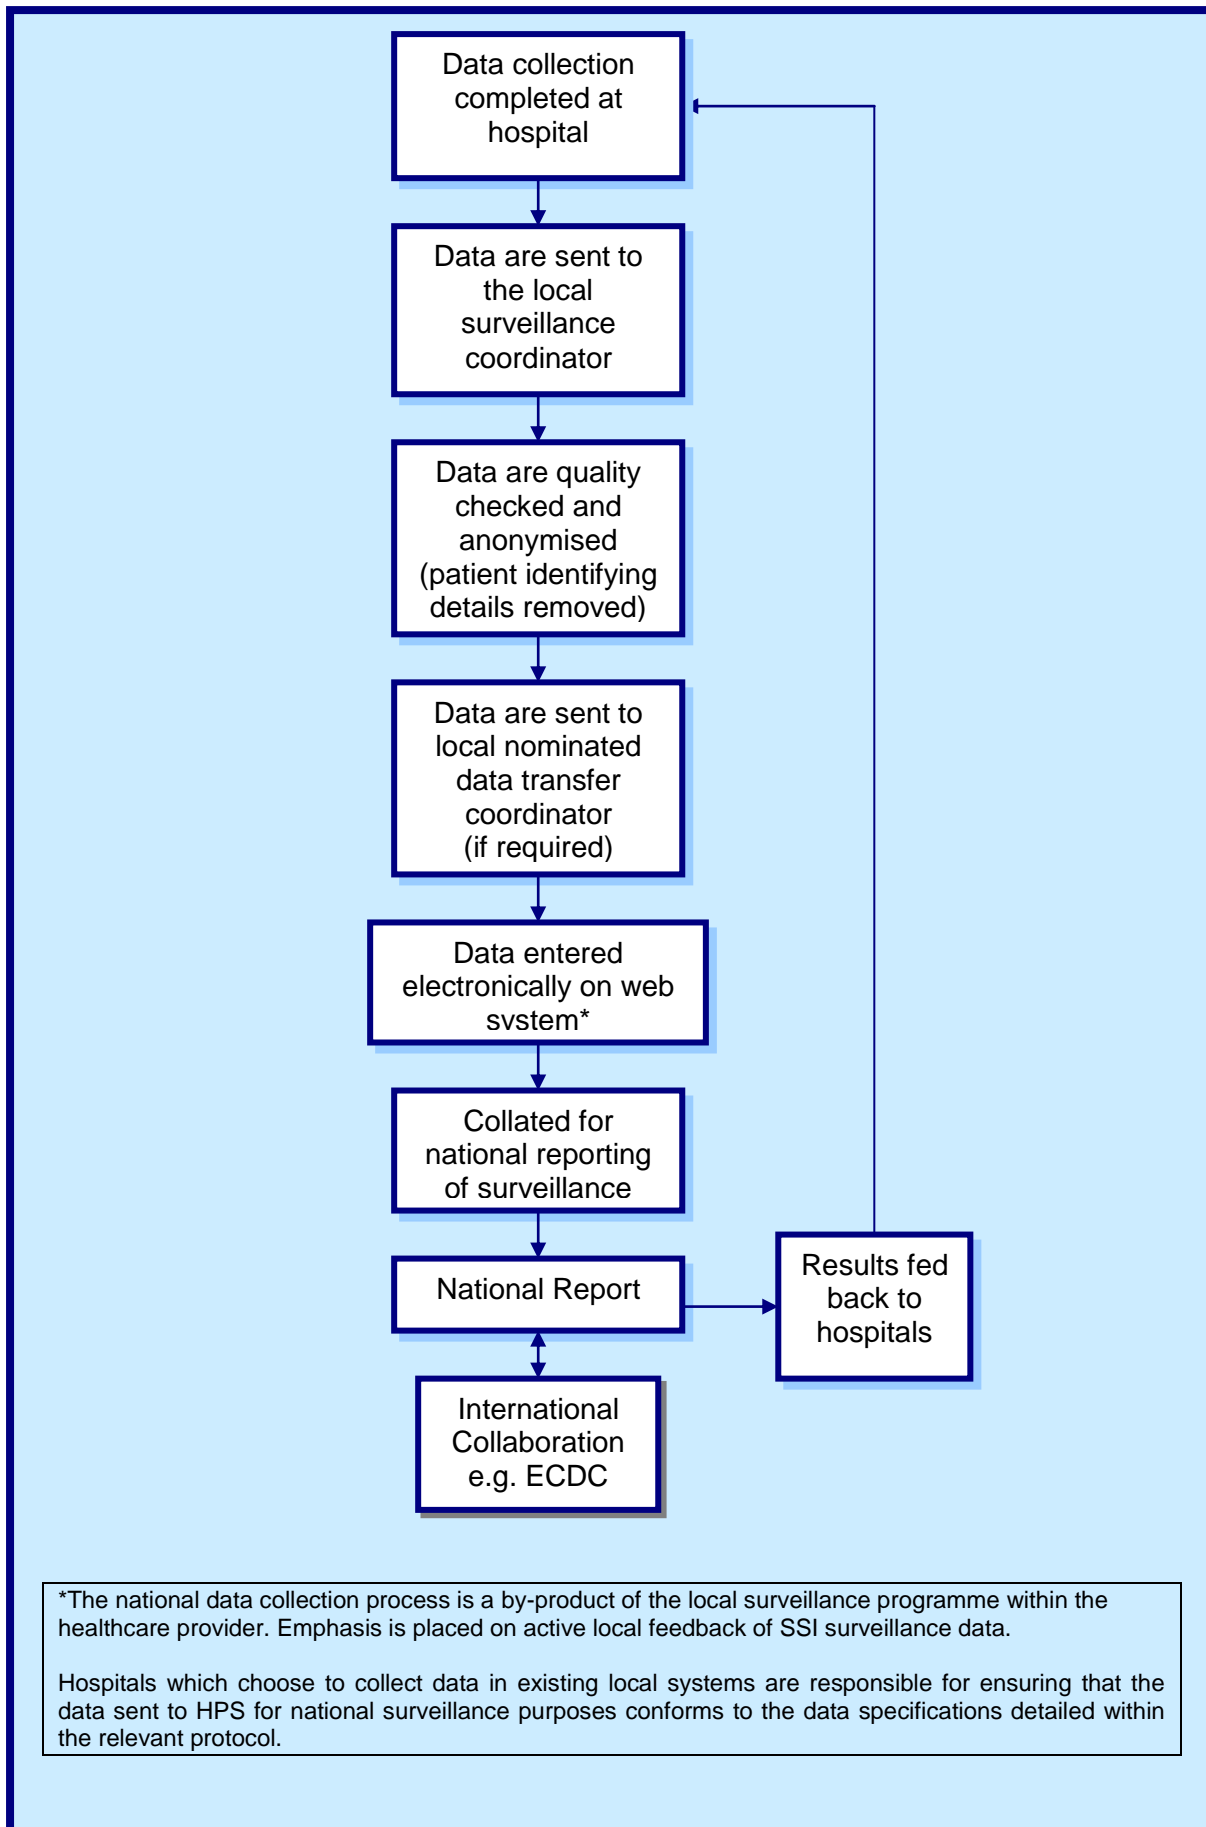 Data collection
completed at
hospital
Data are sent to
the local
surveillance
coordinator
Data are quality
checked and
anonymised
(patient identifying
details removed)
Data are sent to
local nominated
data transfer
coordinator
(if required)
Data entered
electronically on web
system*
Collated for
national reporting
of surveillance
National Report
Results fed
back to
hospitals
International
Collaboration
e.g. ECDC
*The national data collection process is a by-product of the local surveillance programme within the
healthcare provider. Emphasis is placed on active local feedback of SSI surveillance data.
Hospitals which choose to collect data in existing local systems are responsible for ensuring that the
data sent to HPS for national surveillance purposes conforms to the data specifications detailed within
the relevant protocol.